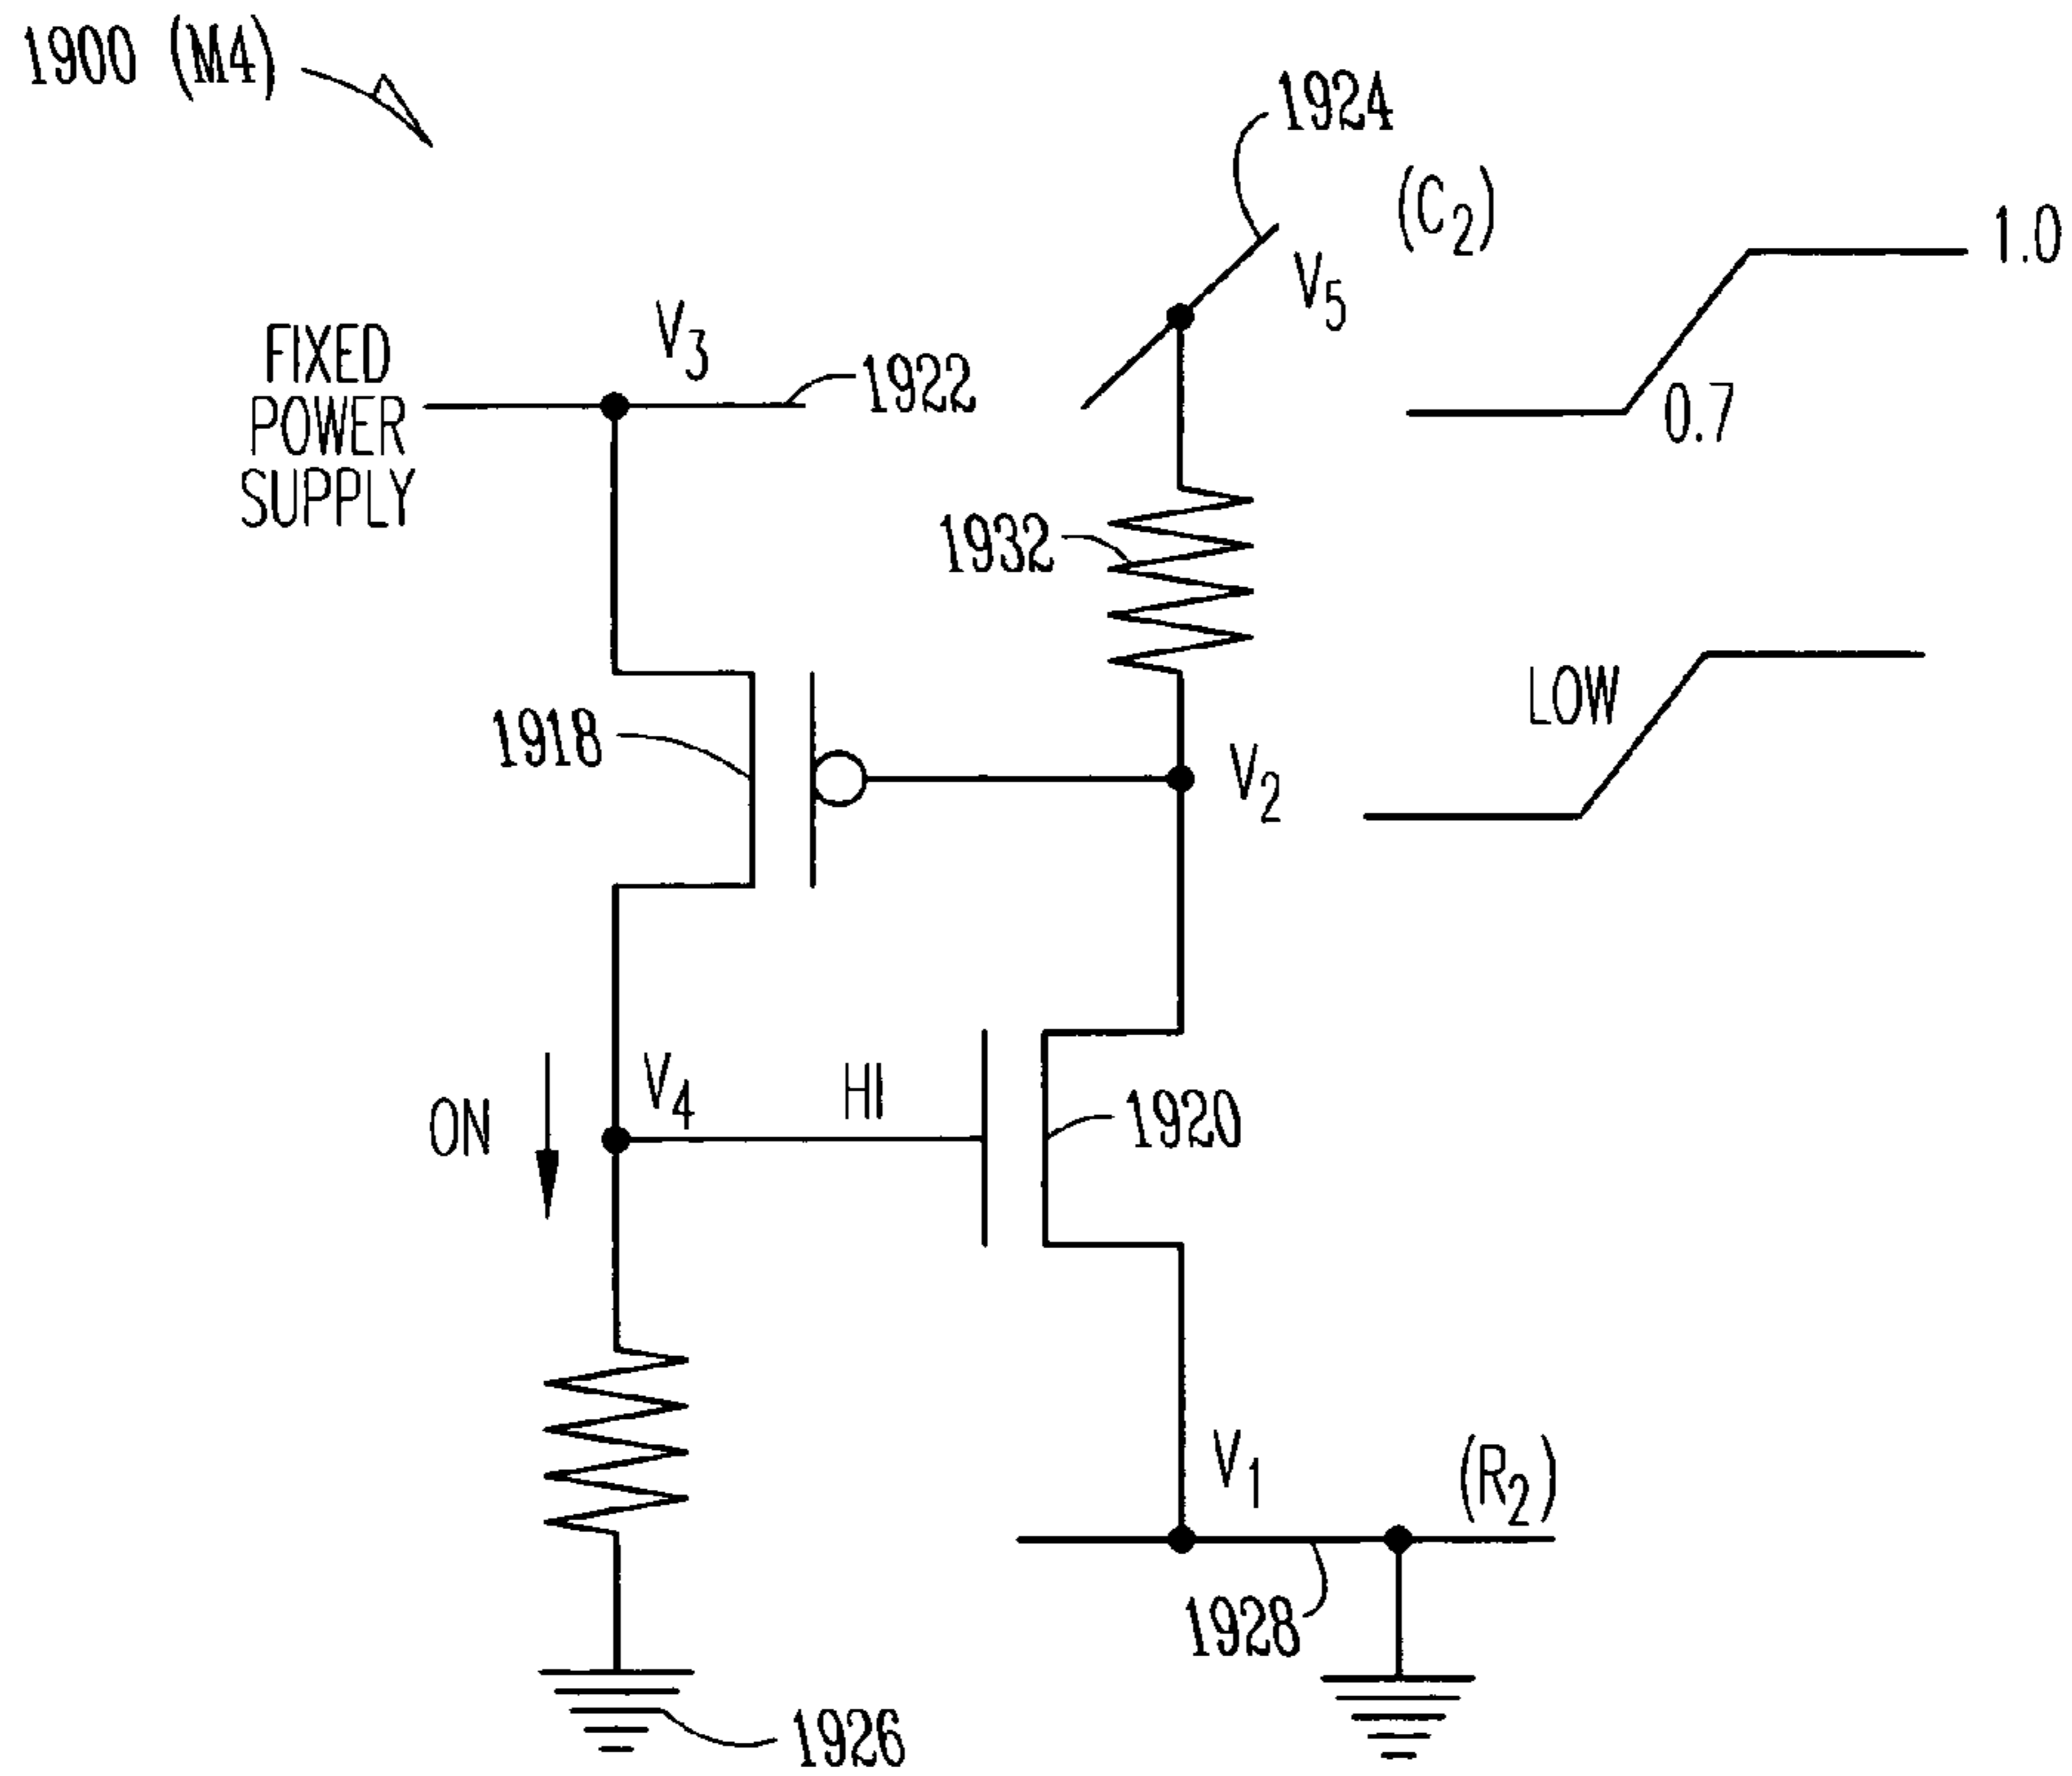 1900 (M4)
1924
(C2)
V5
1.0
0.7
FIXED
POWER
SUPPLY
V3
1922
1932
LOW
1918
V2
ON
V4
HI
1920
V1
(R2)
1928
1926